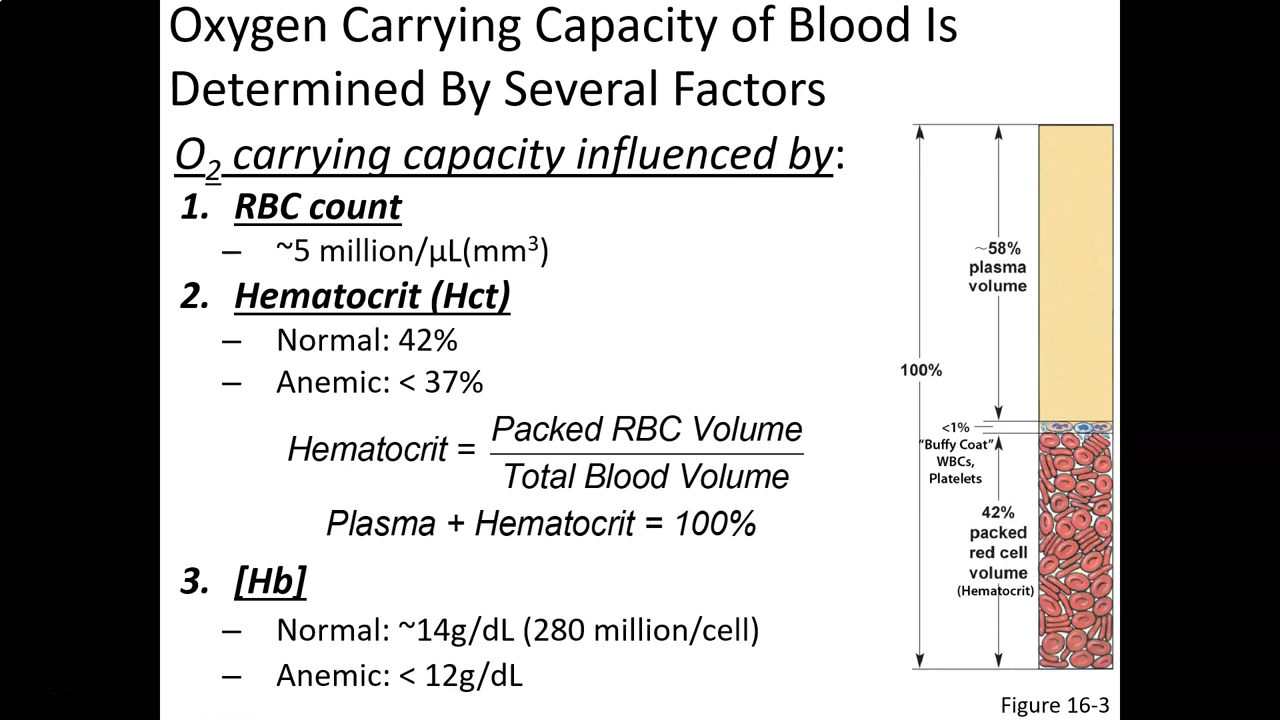 Oxygen Carrying Capacity of Blood Is
Determined By Several Factors
O2 carrying capacity influenced by:
1. RBC count
– ~5 million/µL(mm³)
2. Hematocrit (Hct)
– Normal: 42%
– Anemic: < 37%
Hematocrit = Packed RBC Volume
Total Blood Volume
Plasma + Hematocrit = 100%
3. [Hb]
– Normal: ~14g/dL (280 million/cell)
– Anemic: < 12g/dL
~58%
plasma
volume
100%
<1%
"Buffy Coat"
WBCs,
Platelets
42%
packed
red cell
volume
(Hematocrit)
Figure 16-3